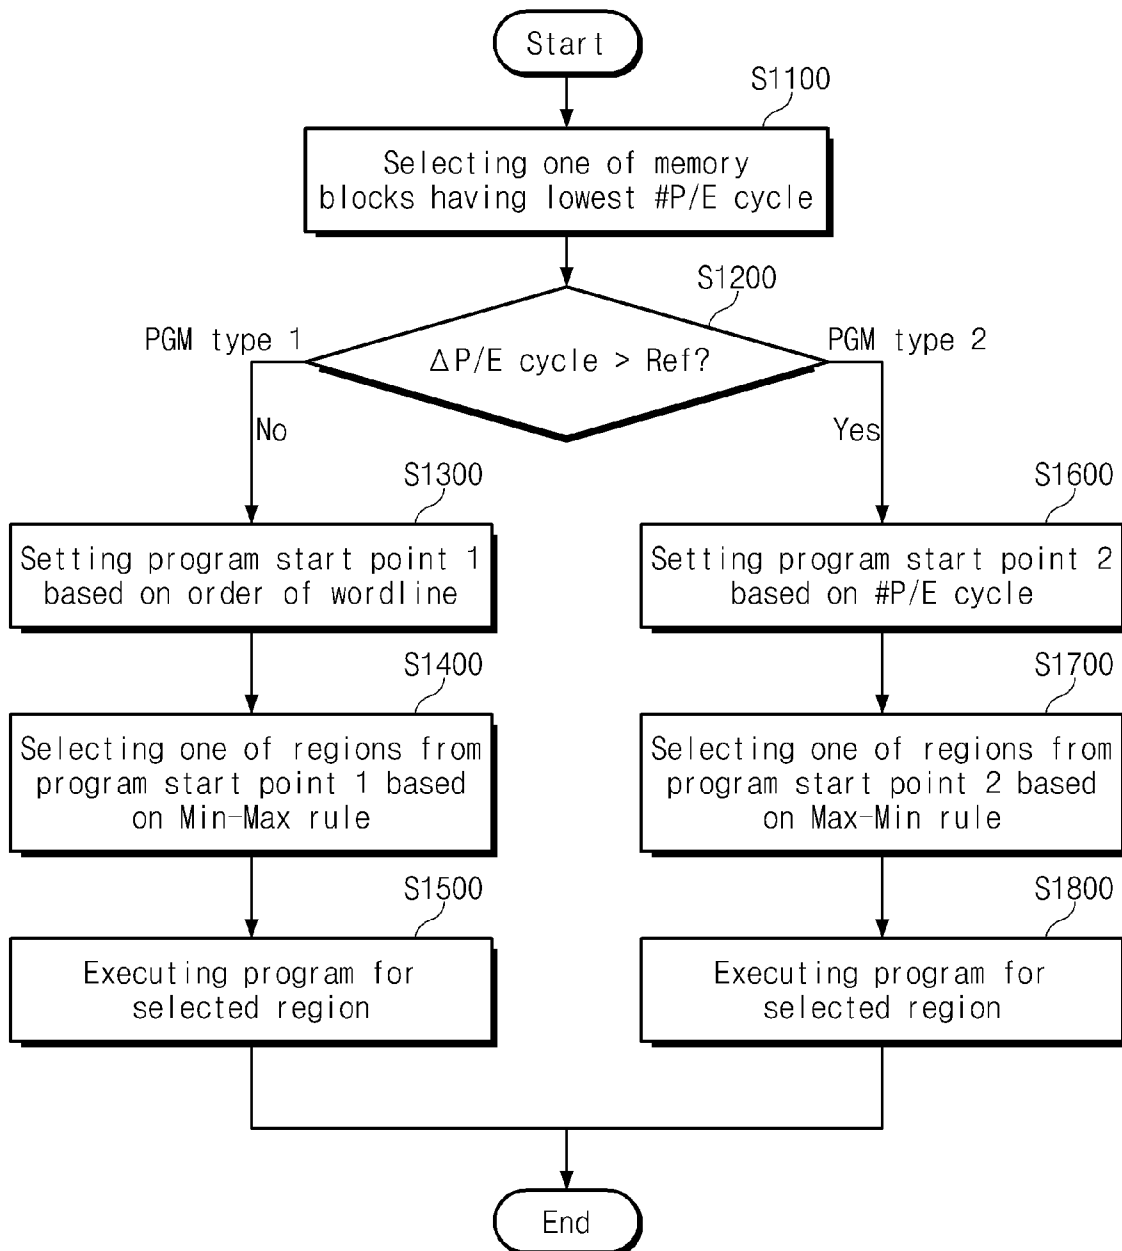 Start
S1100
Selecting one of memory
blocks having lowest #P/E cycle
S1200
PGM type 1
ΔP/E cycle > Ref?
PGM type 2
No
Yes
S1300
Setting program start point 1
based on order of wordline
S1600
Setting program start point 2
based on #P/E cycle
S1400
Selecting one of regions from
program start point 1 based
on Min-Max rule
S1700
Selecting one of regions from
program start point 2 based
on Max-Min rule
S1500
Executing program for
selected region
S1800
Executing program for
selected region
End